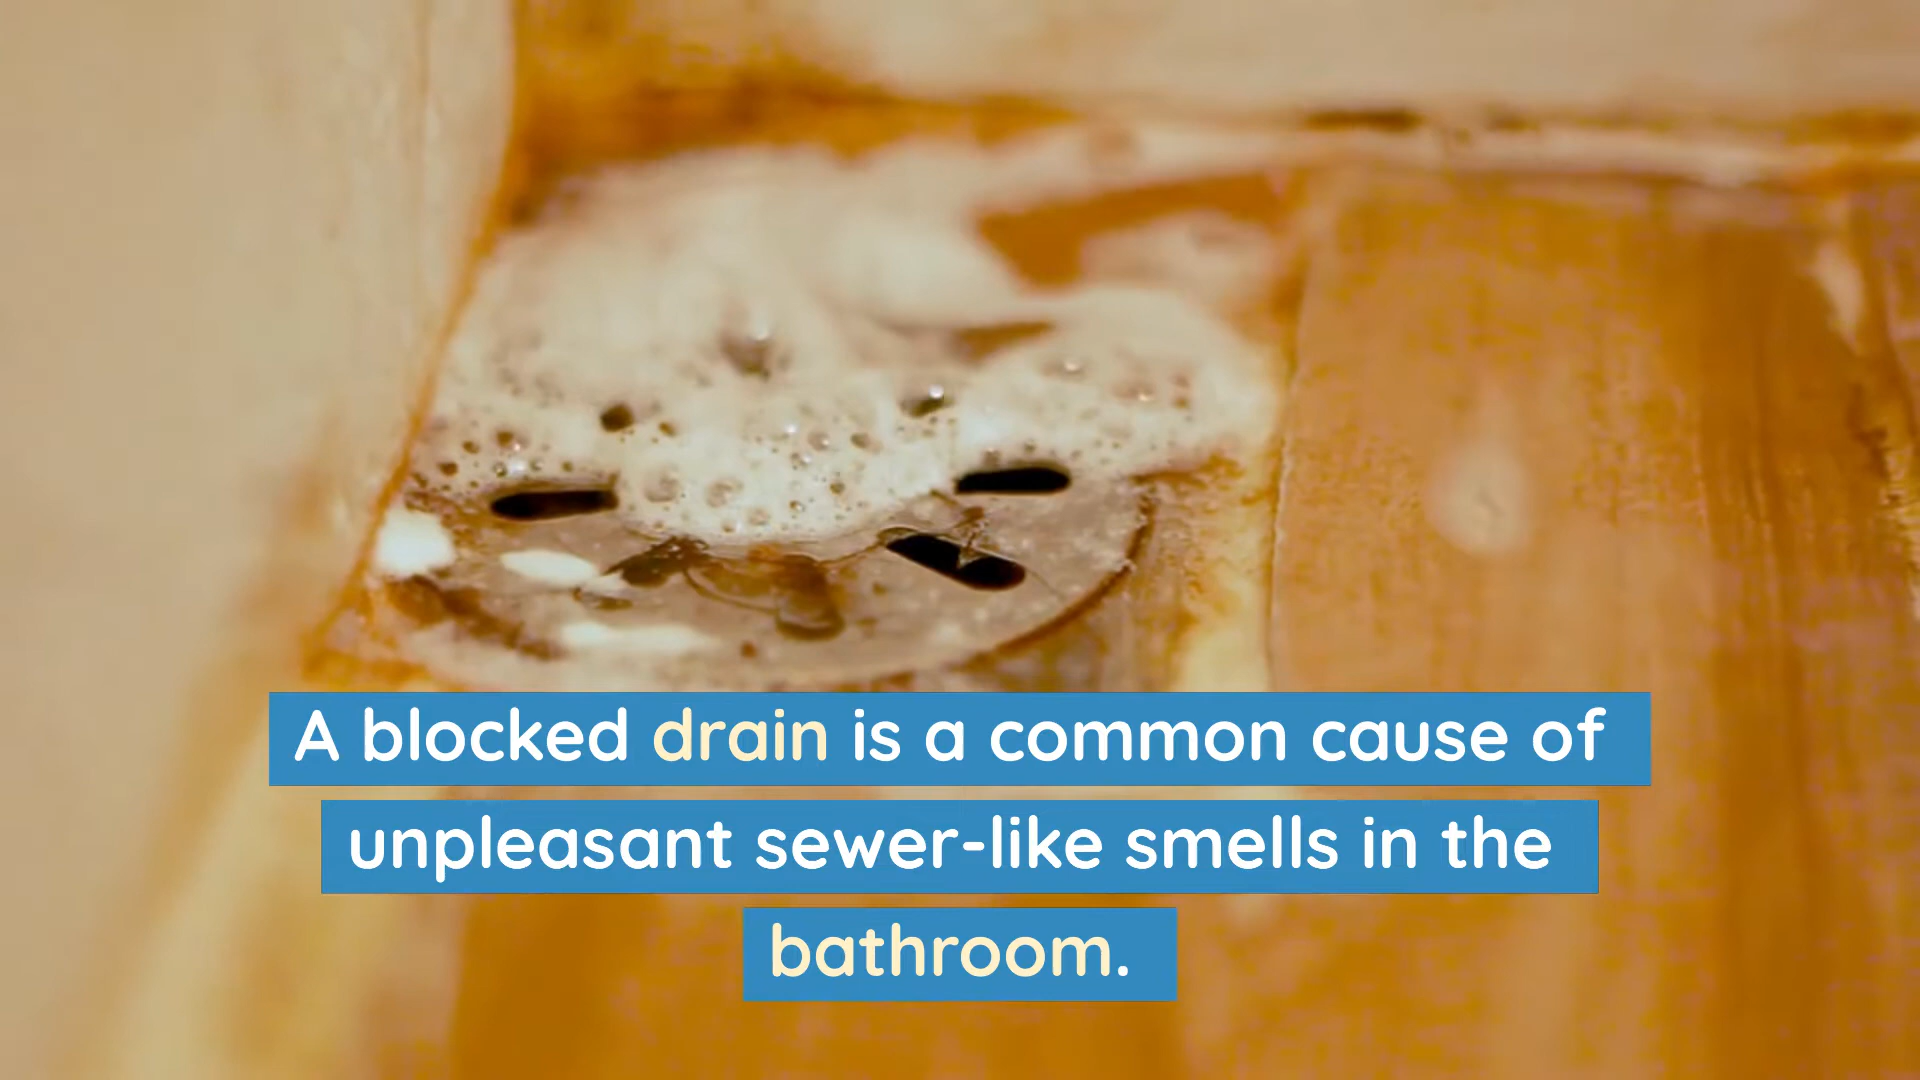 A blocked drain is a common cause of
unpleasant sewer-like smells in the
bathroom.